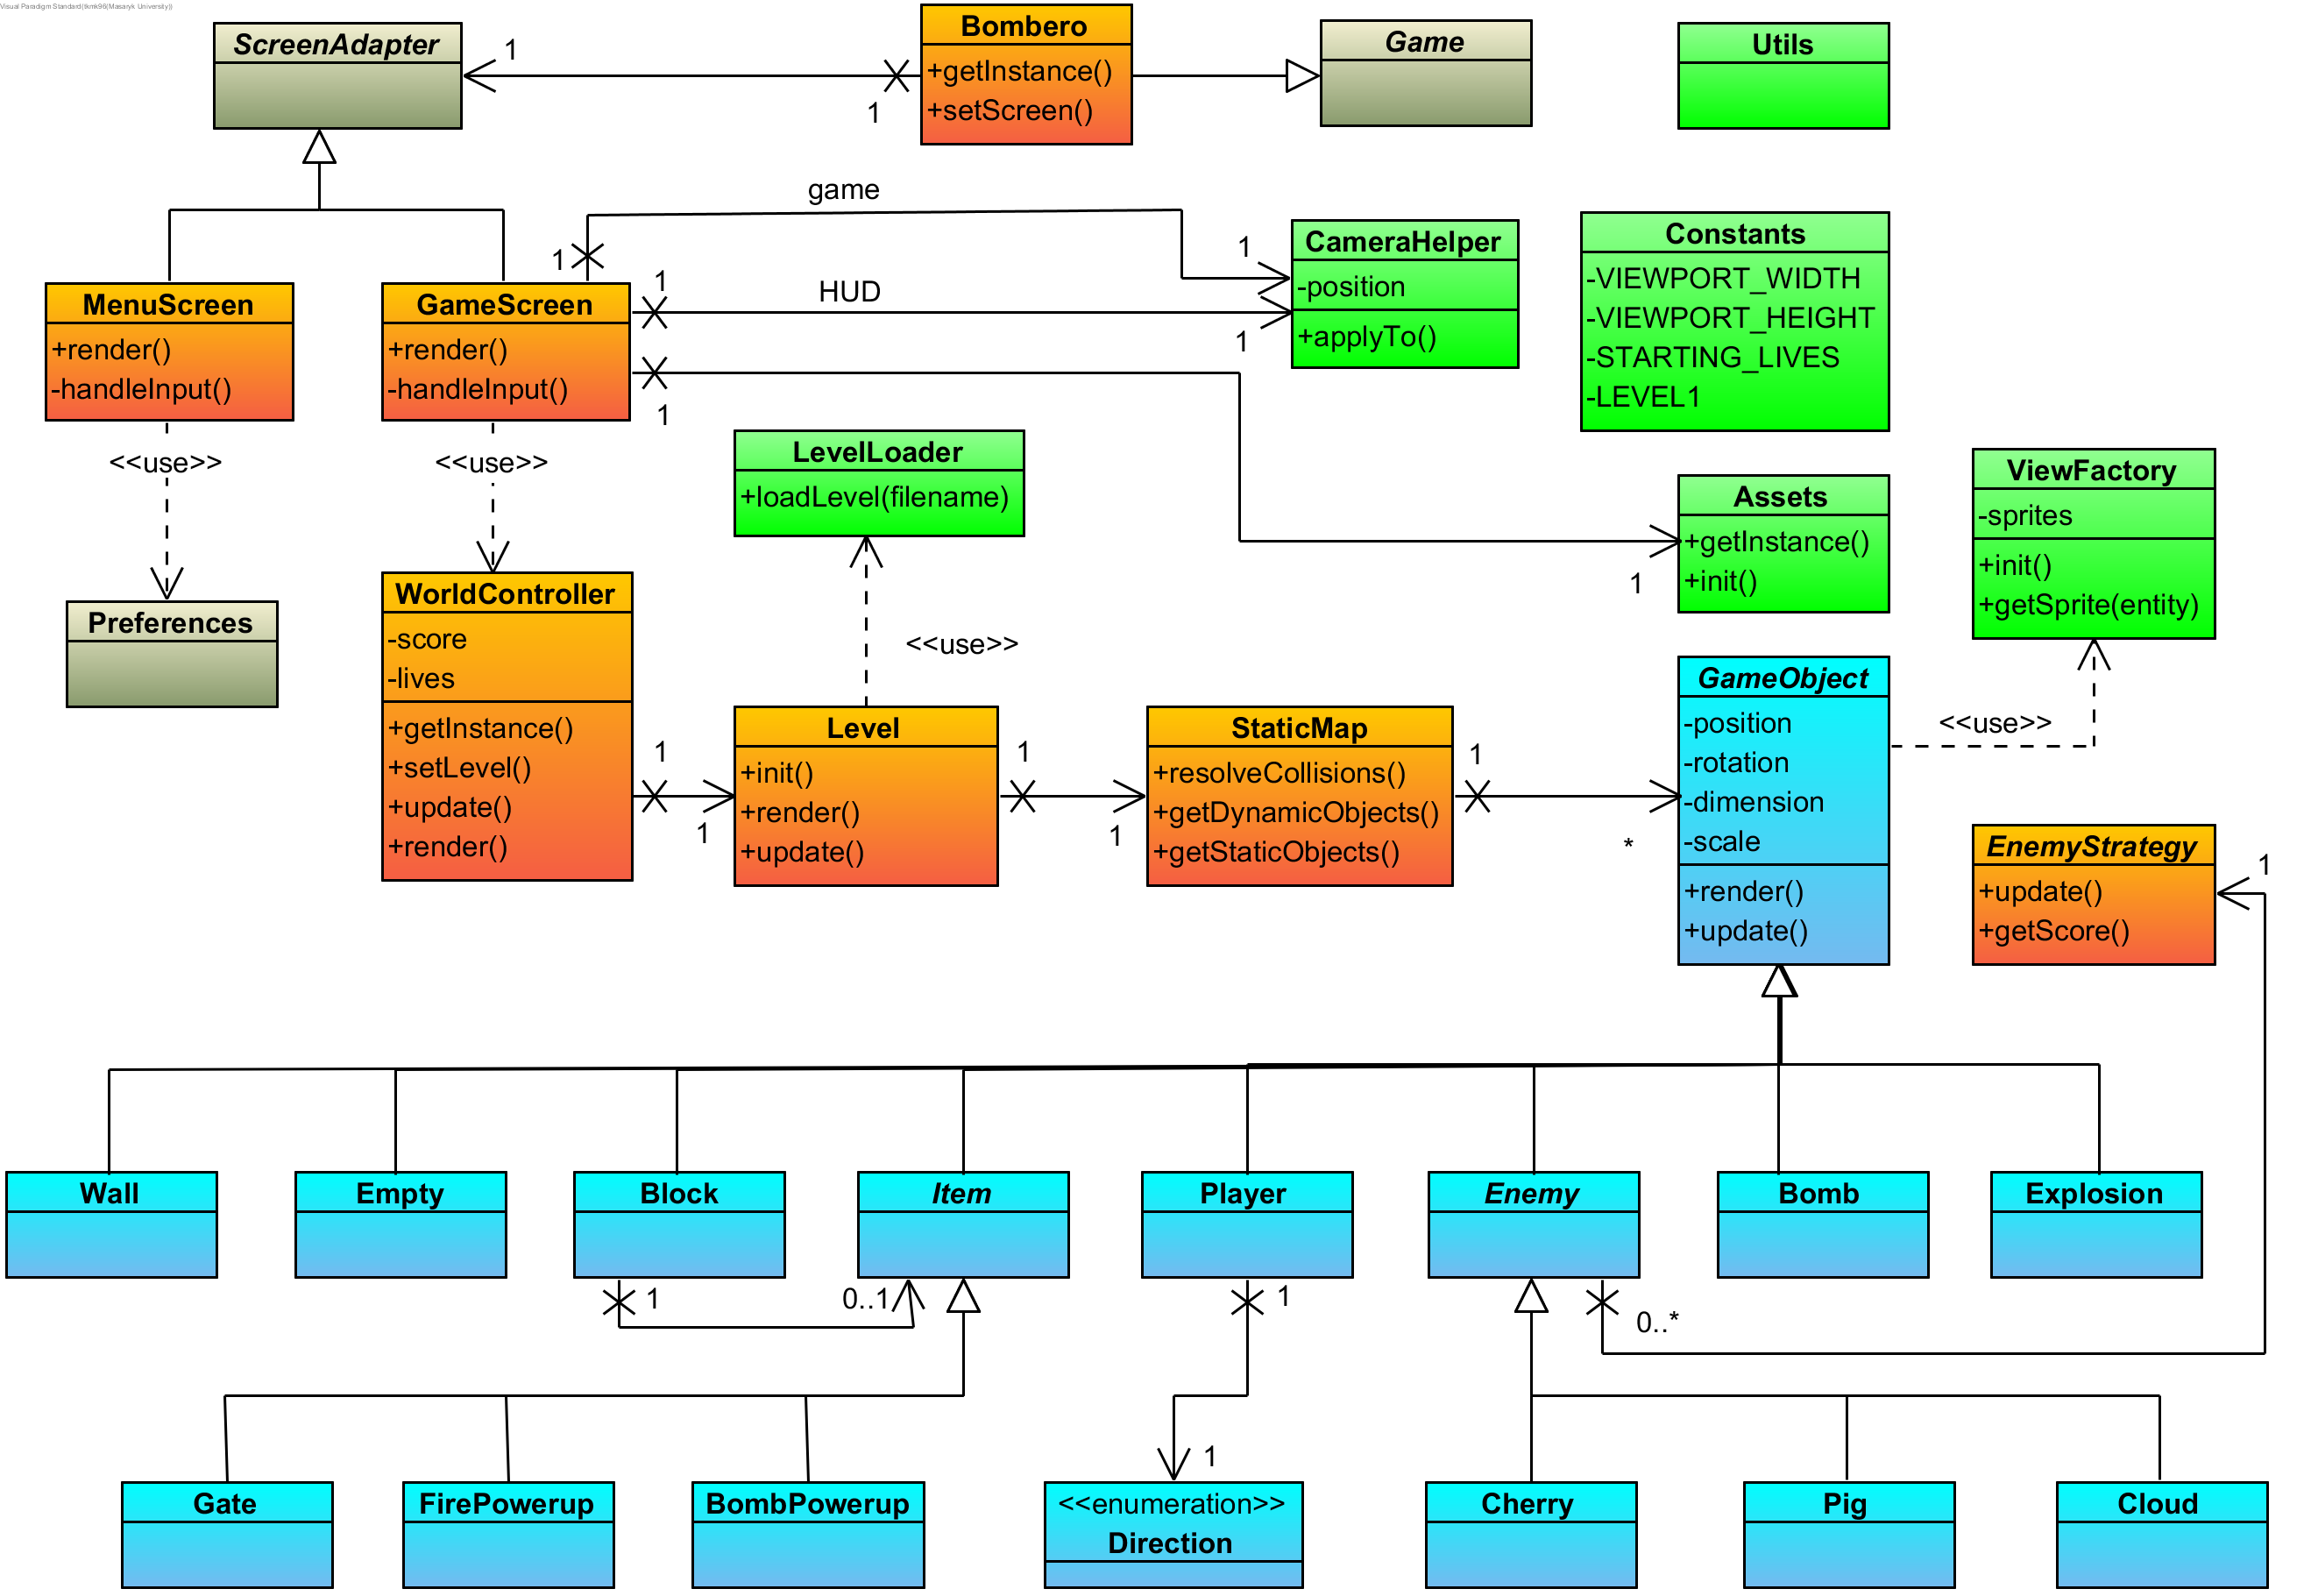 Visual Paradigm Standard(tkmk96(Masaryk University))
ScreenAdapter
1
1
Bombero
+getInstance()
+setScreen()
Game
Utils
game
1
1
HUD
1
1
1
1
MenuScreen
+render()
-handleInput()
GameScreen
+render()
-handleInput()
CameraHelper
-position
+applyTo()
Constants
-VIEWPORT_WIDTH
-VIEWPORT_HEIGHT
-STARTING_LIVES
-LEVEL1
<<use>>
<<use>>
LevelLoader
+loadLevel(filename)
Assets
+getInstance()
+init()
ViewFactory
-sprites
+init()
+getSprite(entity)
Preferences
<<use>>
WorldController
-score
-lives
+getInstance()
+setLevel()
+update()
+render()
1
1
Level
+init()
+render()
+update()
1
1
StaticMap
+resolveCollisions()
+getDynamicObjects()
+getStaticObjects()
1
*
GameObject
-position
-rotation
-dimension
-scale
+render()
+update()
<<use>>
EnemyStrategy
+update()
+getScore()
1
Wall
Empty
Block
Item
Player
Enemy
Bomb
Explosion
1
0..1
1
0..*
1
Gate
FirePowerup
BombPowerup
<<enumeration>>
Direction
Cherry
Pig
Cloud